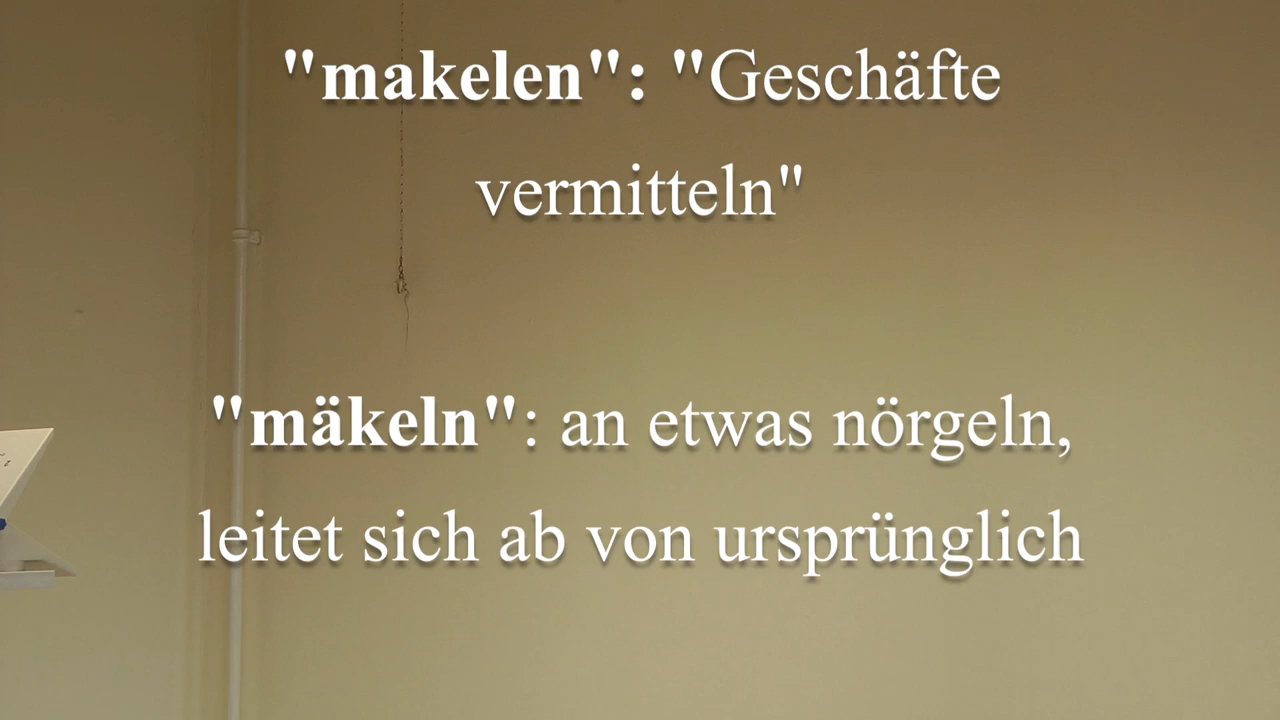 "makelen": "Geschäfte
vermitteln"
"mäkeln": an etwas nörgeln,
leitet sich ab von ursprünglich